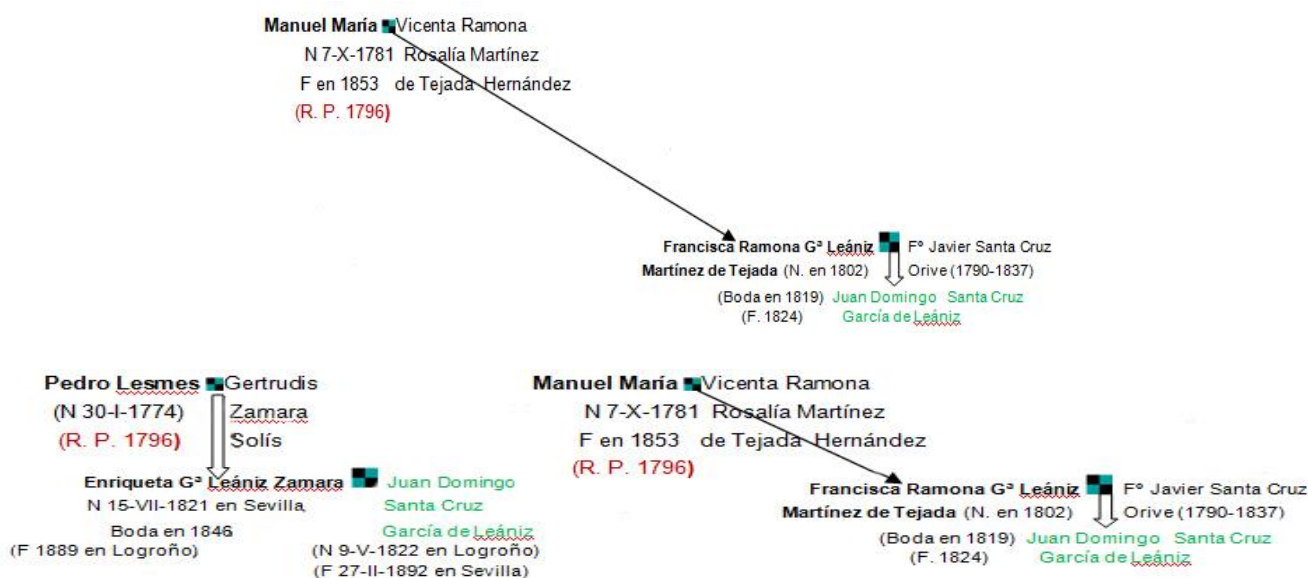 Manuel María Vicenta Ramona
N 7-X-1781 Rosalía Martínez
F en 1853 de Tejada Hernández
(R. P. 1796)
Francisca Ramona Gª Leániz Fº Javier Santa Cruz
Martínez de Tejada (N. en 1802) Orive (1790-1837)
(Boda en 1819) Juan Domingo Santa Cruz
(F. 1824) García de Leániz
Pedro Lesmes Gertrudis
(N 30-I-1774) Zamara
(R. P. 1796) Solís
Enriqueta Gª Leániz Zamara Juan Domingo
N 15-VII-1821 en Sevilla, Santa Cruz
Boda en 1846 García de Leániz
(F 1889 en Logroño) (N 9-V-1822 en Logroño)
(F 27-II-1892 en Sevilla)
Manuel María Vicenta Ramona
N 7-X-1781 Rosalía Martínez
F en 1853 de Tejada Hernández
(R. P. 1796)
Francisca Ramona Gª Leániz Fº Javier Santa Cruz
Martínez de Tejada (N. en 1802) Orive (1790-1837)
(Boda en 1819) Juan Domingo Santa Cruz
(F. 1824) García de Leániz